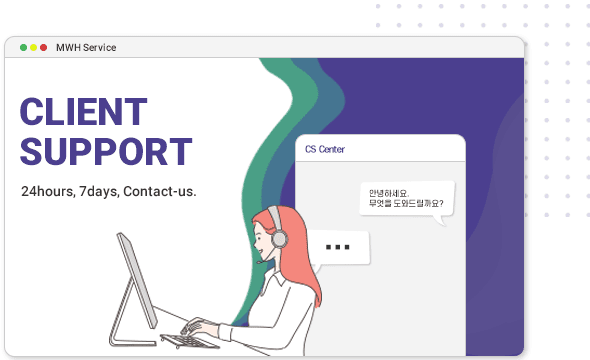 MWH Service
CLIENT
SUPPORT
24hours, 7days, Contact-us.
CS Center
안녕하세요.
무엇을 도와드릴까요?